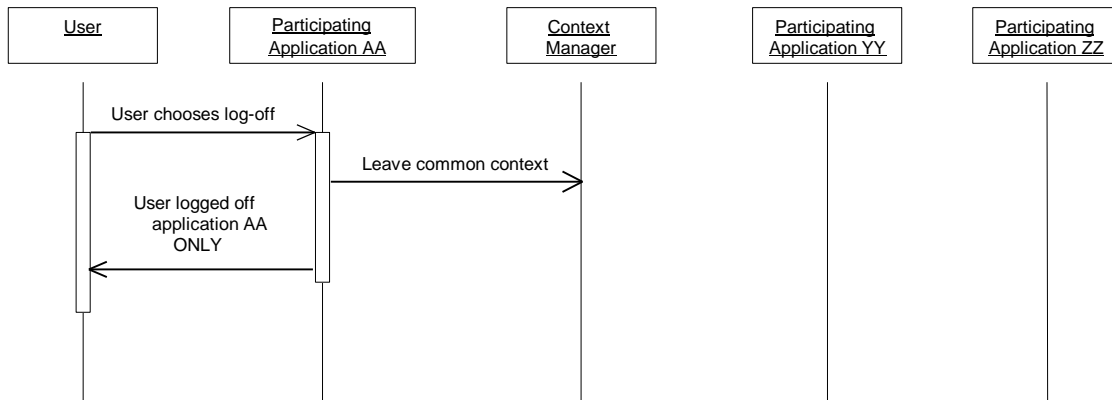 User
Participating
Application AA
Context
Manager
Participating
Application YY
Participating
Application ZZ
User chooses log-off
Leave common context
User logged off
application AA
ONLY